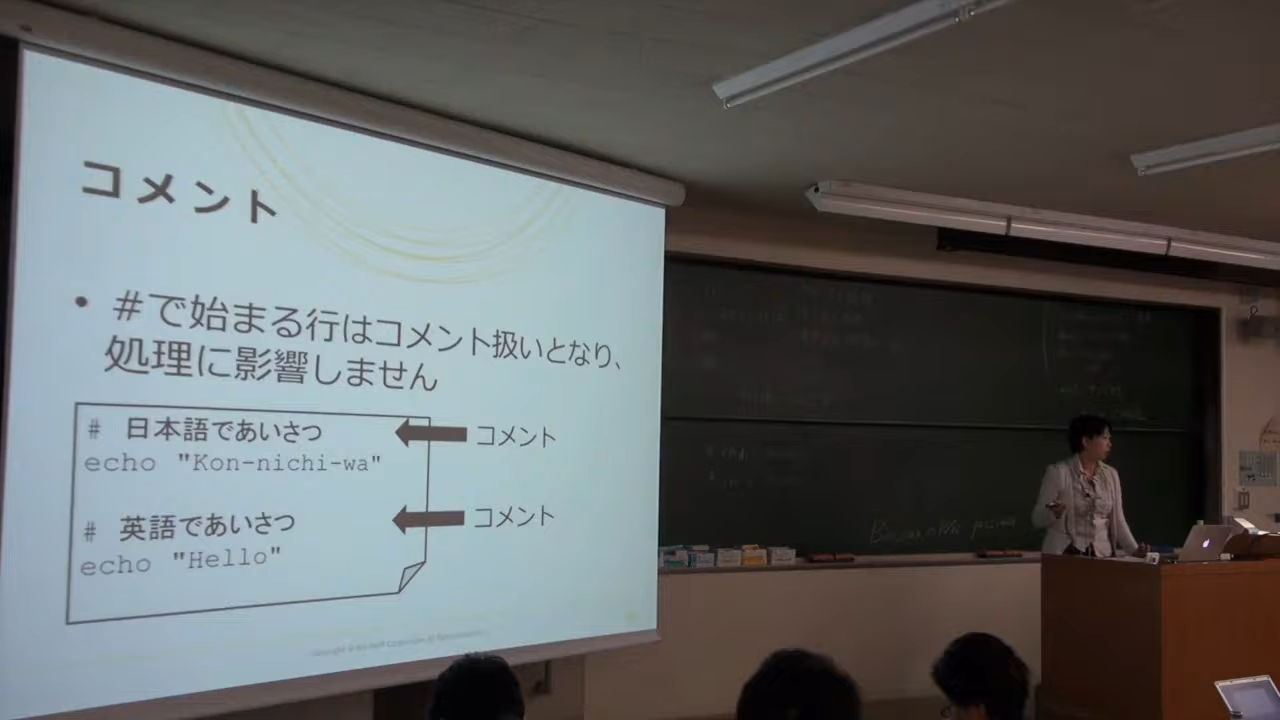 コメント
• #で始まる行はコメント扱いとなり、
処理に影響しません
# 日本語であいさつ
echo "Kon-nichi-wa"
コメント
# 英語であいさつ
echo "Hello"
コメント